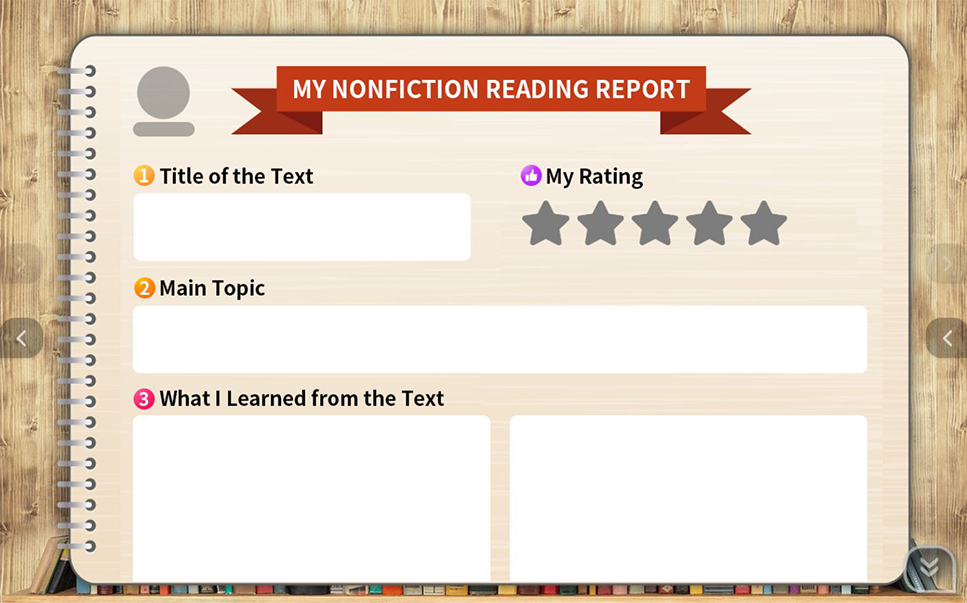 MY NONFICTION READING REPORT
1 Title of the Text
My Rating
2 Main Topic
3 What I Learned from the Text